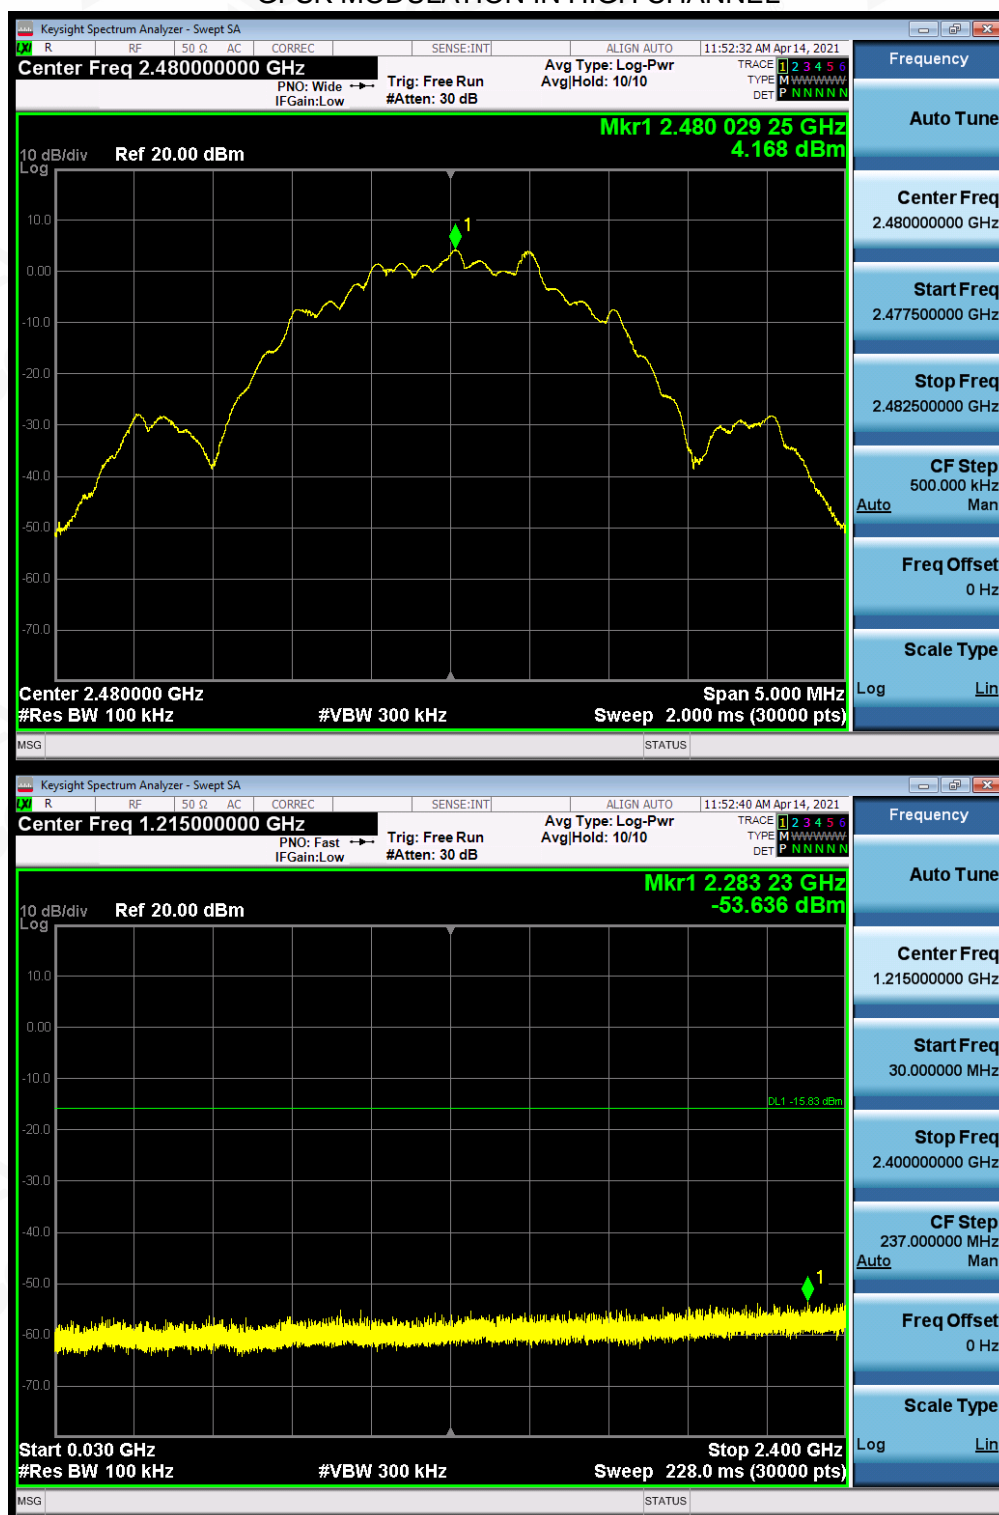 GFSK MODULATION IN HIGH CHANNEL
Keysight Spectrum Analyzer - Swept SA
LXI R RF 50 Ω AC CORREC SENSE:INT ALIGN AUTO 11:52:32 AM Apr 14, 2021
Center Freq 2.480000000 GHz
PNO: Wide
IFGain:Low
Trig: Free Run
#Atten: 30 dB
Avg Type: Log-Pwr
Avg|Hold: 10/10
TRACE 1 2 3 4 5 6
TYPE M WWWWW
DET P N N N N N
Mkr1 2.480 029 25 GHz
4.168 dBm
10 dB/div Ref 20.00 dBm
Log
1
10.0
0.00
-10.0
-20.0
-30.0
-40.0
-50.0
-60.0
-70.0
Center 2.480000 GHz Span 5.000 MHz
#Res BW 100 kHz #VBW 300 kHz Sweep 2.000 ms (30000 pts)
MSG STATUS
Frequency
Auto Tune
Center Freq
2.480000000 GHz
Start Freq
2.477500000 GHz
Stop Freq
2.482500000 GHz
CF Step
500.000 kHz
Auto Man
Freq Offset
0 Hz
Scale Type
Log Lin
Keysight Spectrum Analyzer - Swept SA
LXI R RF 50 Ω AC CORREC SENSE:INT ALIGN AUTO 11:52:40 AM Apr 14, 2021
Center Freq 1.215000000 GHz
PNO: Fast
IFGain:Low
Trig: Free Run
#Atten: 30 dB
Avg Type: Log-Pwr
Avg|Hold: 10/10
TRACE 1 2 3 4 5 6
TYPE M WWWWW
DET P N N N N N
Mkr1 2.283 23 GHz
-53.636 dBm
10 dB/div Ref 20.00 dBm
Log
10.0
0.00
-10.0
DL1 -15.83 dBm
-20.0
-30.0
-40.0
1
-50.0
-60.0
-70.0
Start 0.030 GHz Stop 2.400 GHz
#Res BW 100 kHz #VBW 300 kHz Sweep 228.0 ms (30000 pts)
MSG STATUS
Frequency
Auto Tune
Center Freq
1.215000000 GHz
Start Freq
30.000000 MHz
Stop Freq
2.400000000 GHz
CF Step
237.000000 MHz
Auto Man
Freq Offset
0 Hz
Scale Type
Log Lin